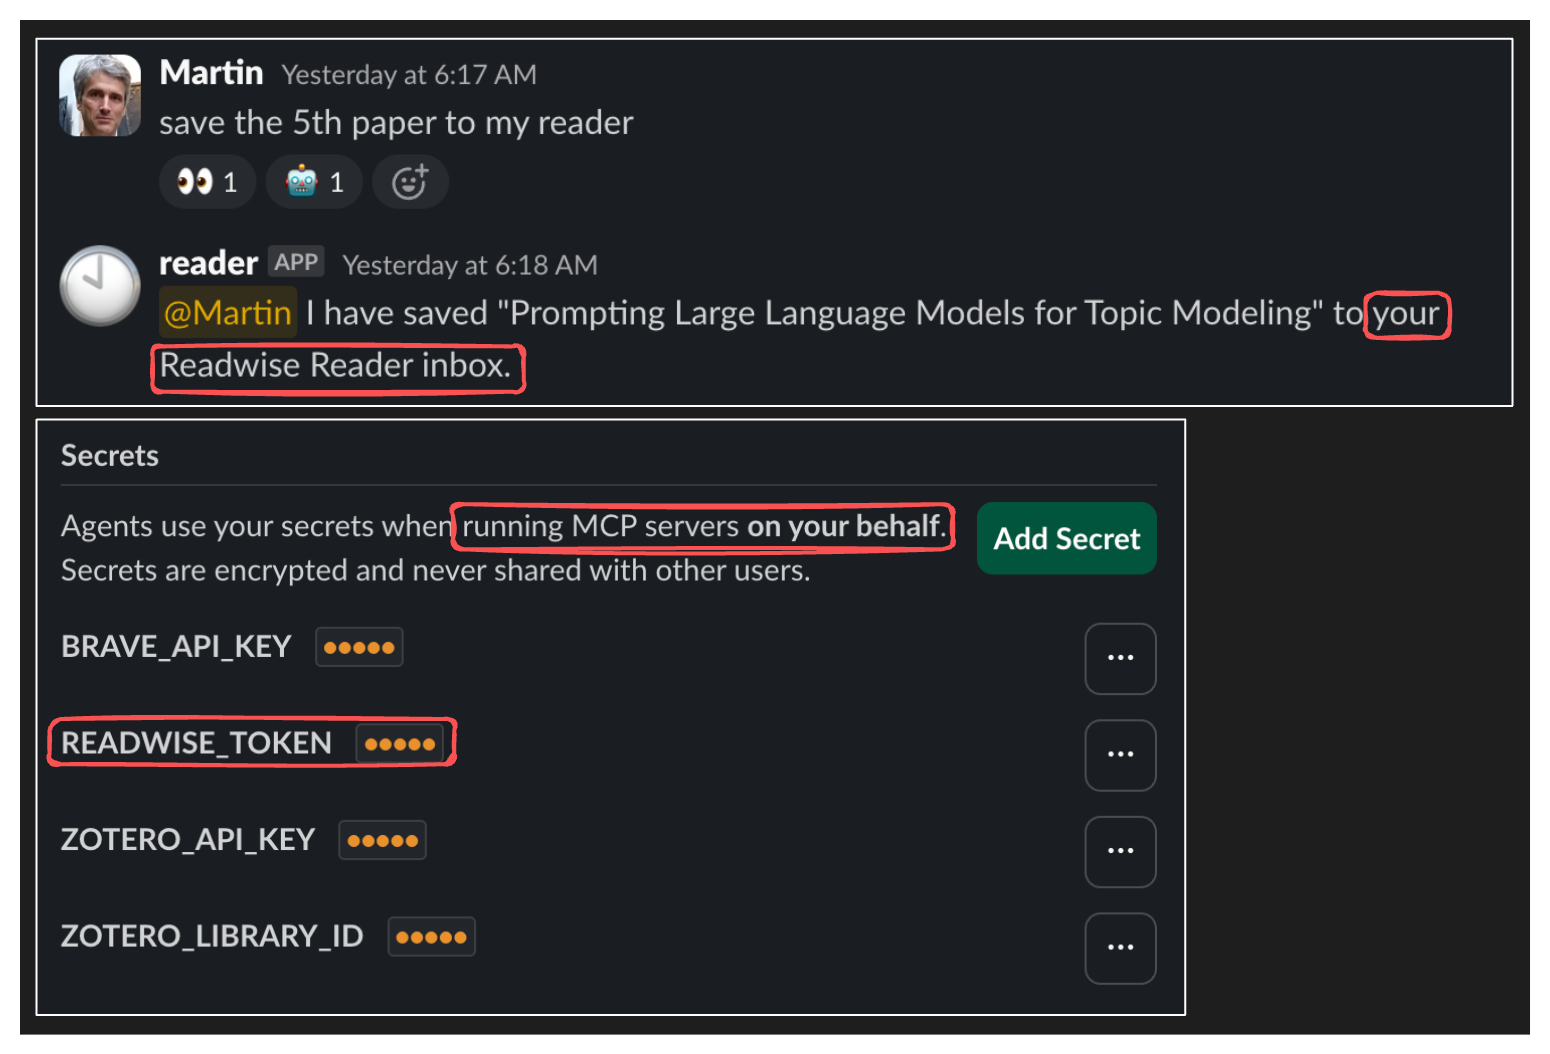 Martin Yesterday at 6:17 AM
save the 5th paper to my reader
1 1
reader APP Yesterday at 6:18 AM
@Martin I have saved "Prompting Large Language Models for Topic Modeling" to your
Readwise Reader inbox.
Secrets
Agents use your secrets when running MCP servers on your behalf.
Secrets are encrypted and never shared with other users.
Add Secret
BRAVE_API_KEY ●●●●● ...
READWISE_TOKEN ●●●●● ...
ZOTERO_API_KEY ●●●●● ...
ZOTERO_LIBRARY_ID ●●●●● ...